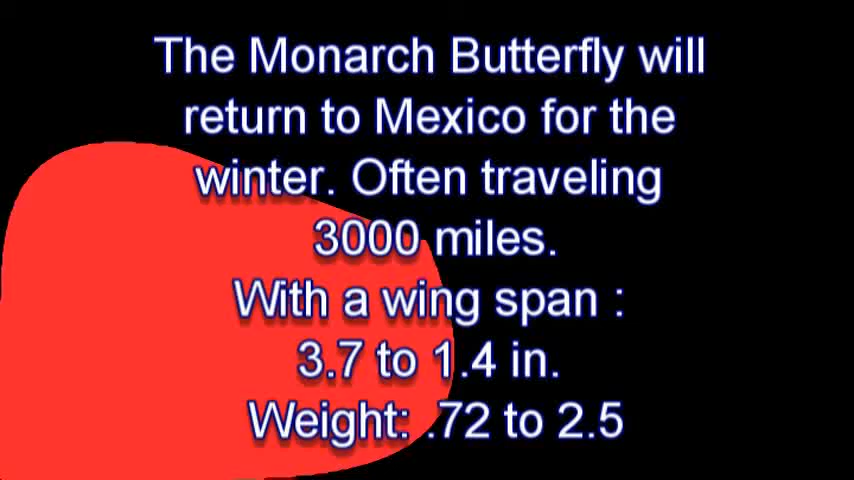 The Monarch Butterfly will
return to Mexico for the
winter. Often traveling
3000 miles.
With a wing span :
3.7 to 1.4 in.
Weight: .72 to 2.5